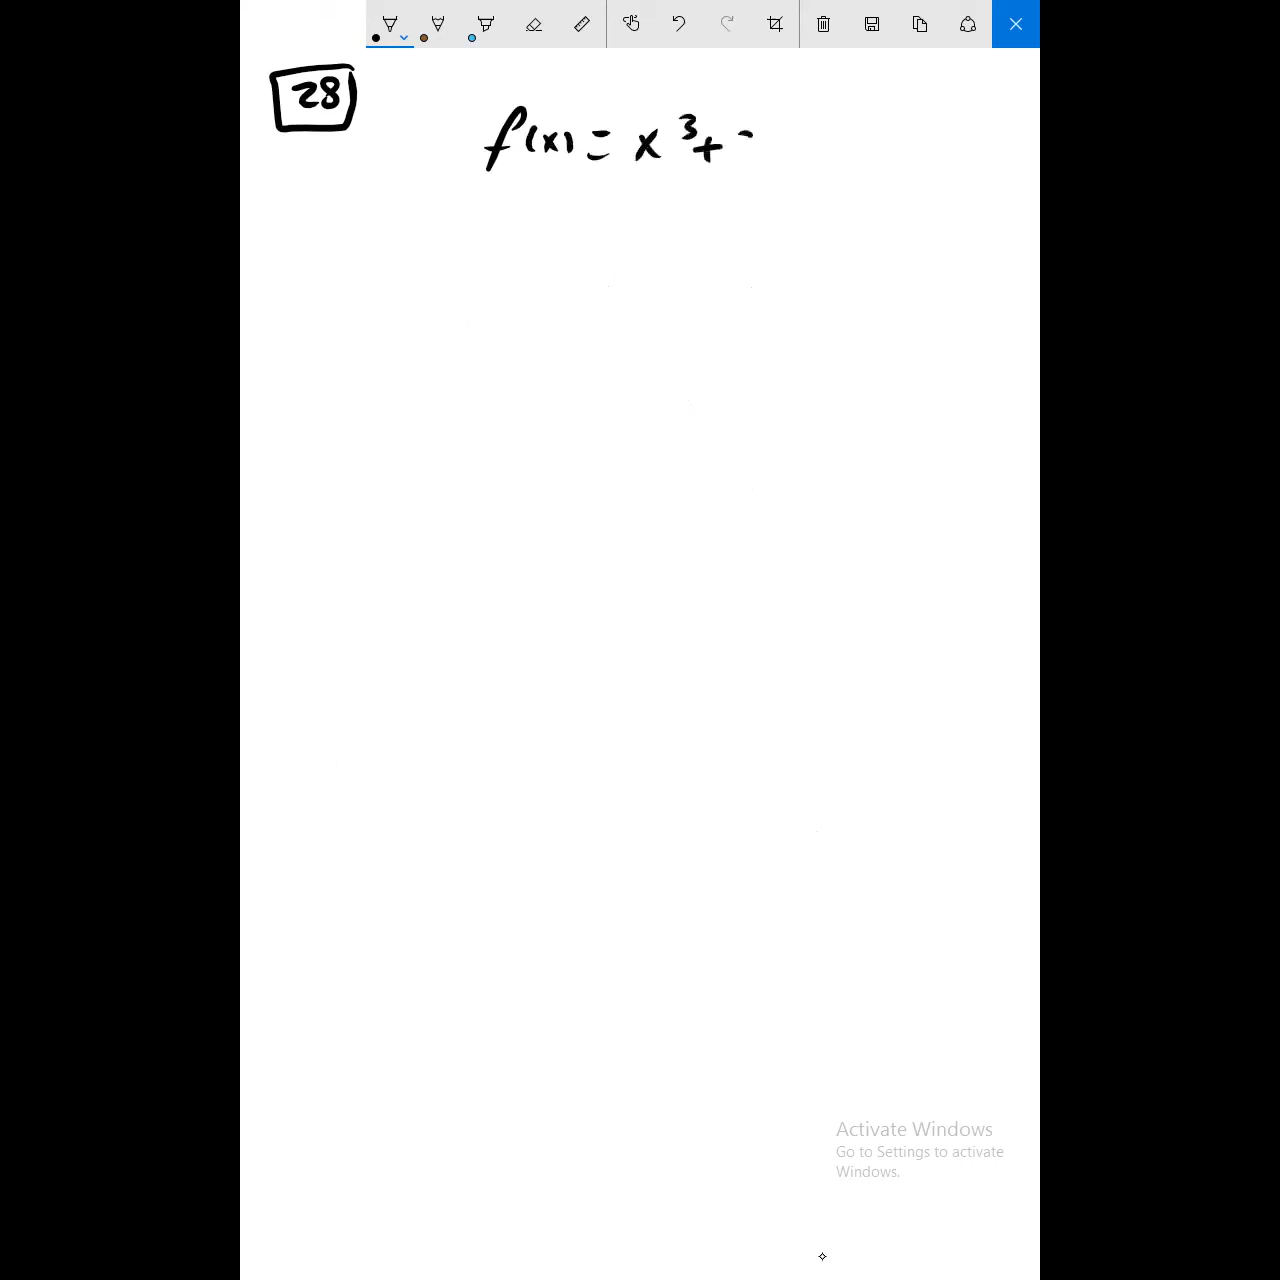 28
f(x) = x³+
Activate Windows
Go to Settings to activate
Windows.